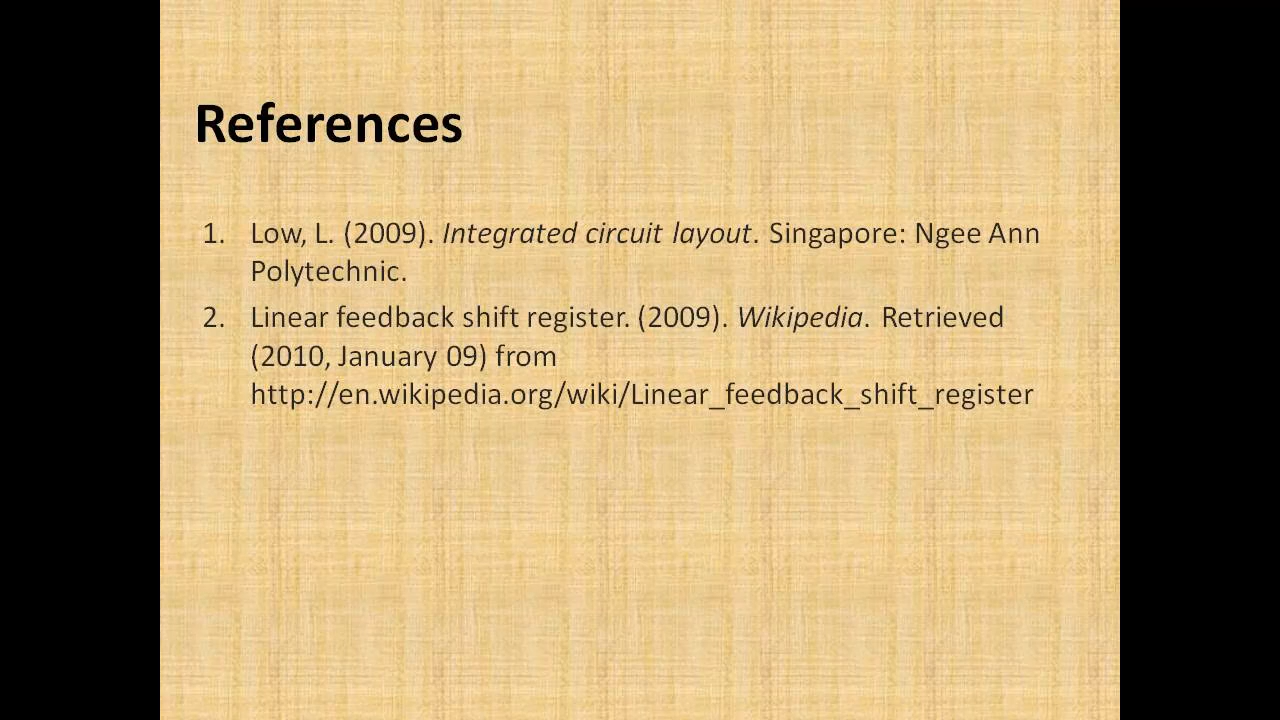 References
1. Low, L. (2009). Integrated circuit layout. Singapore: Ngee Ann
Polytechnic.
2. Linear feedback shift register. (2009). Wikipedia. Retrieved
(2010, January 09) from
http://en.wikipedia.org/wiki/Linear_feedback_shift_register